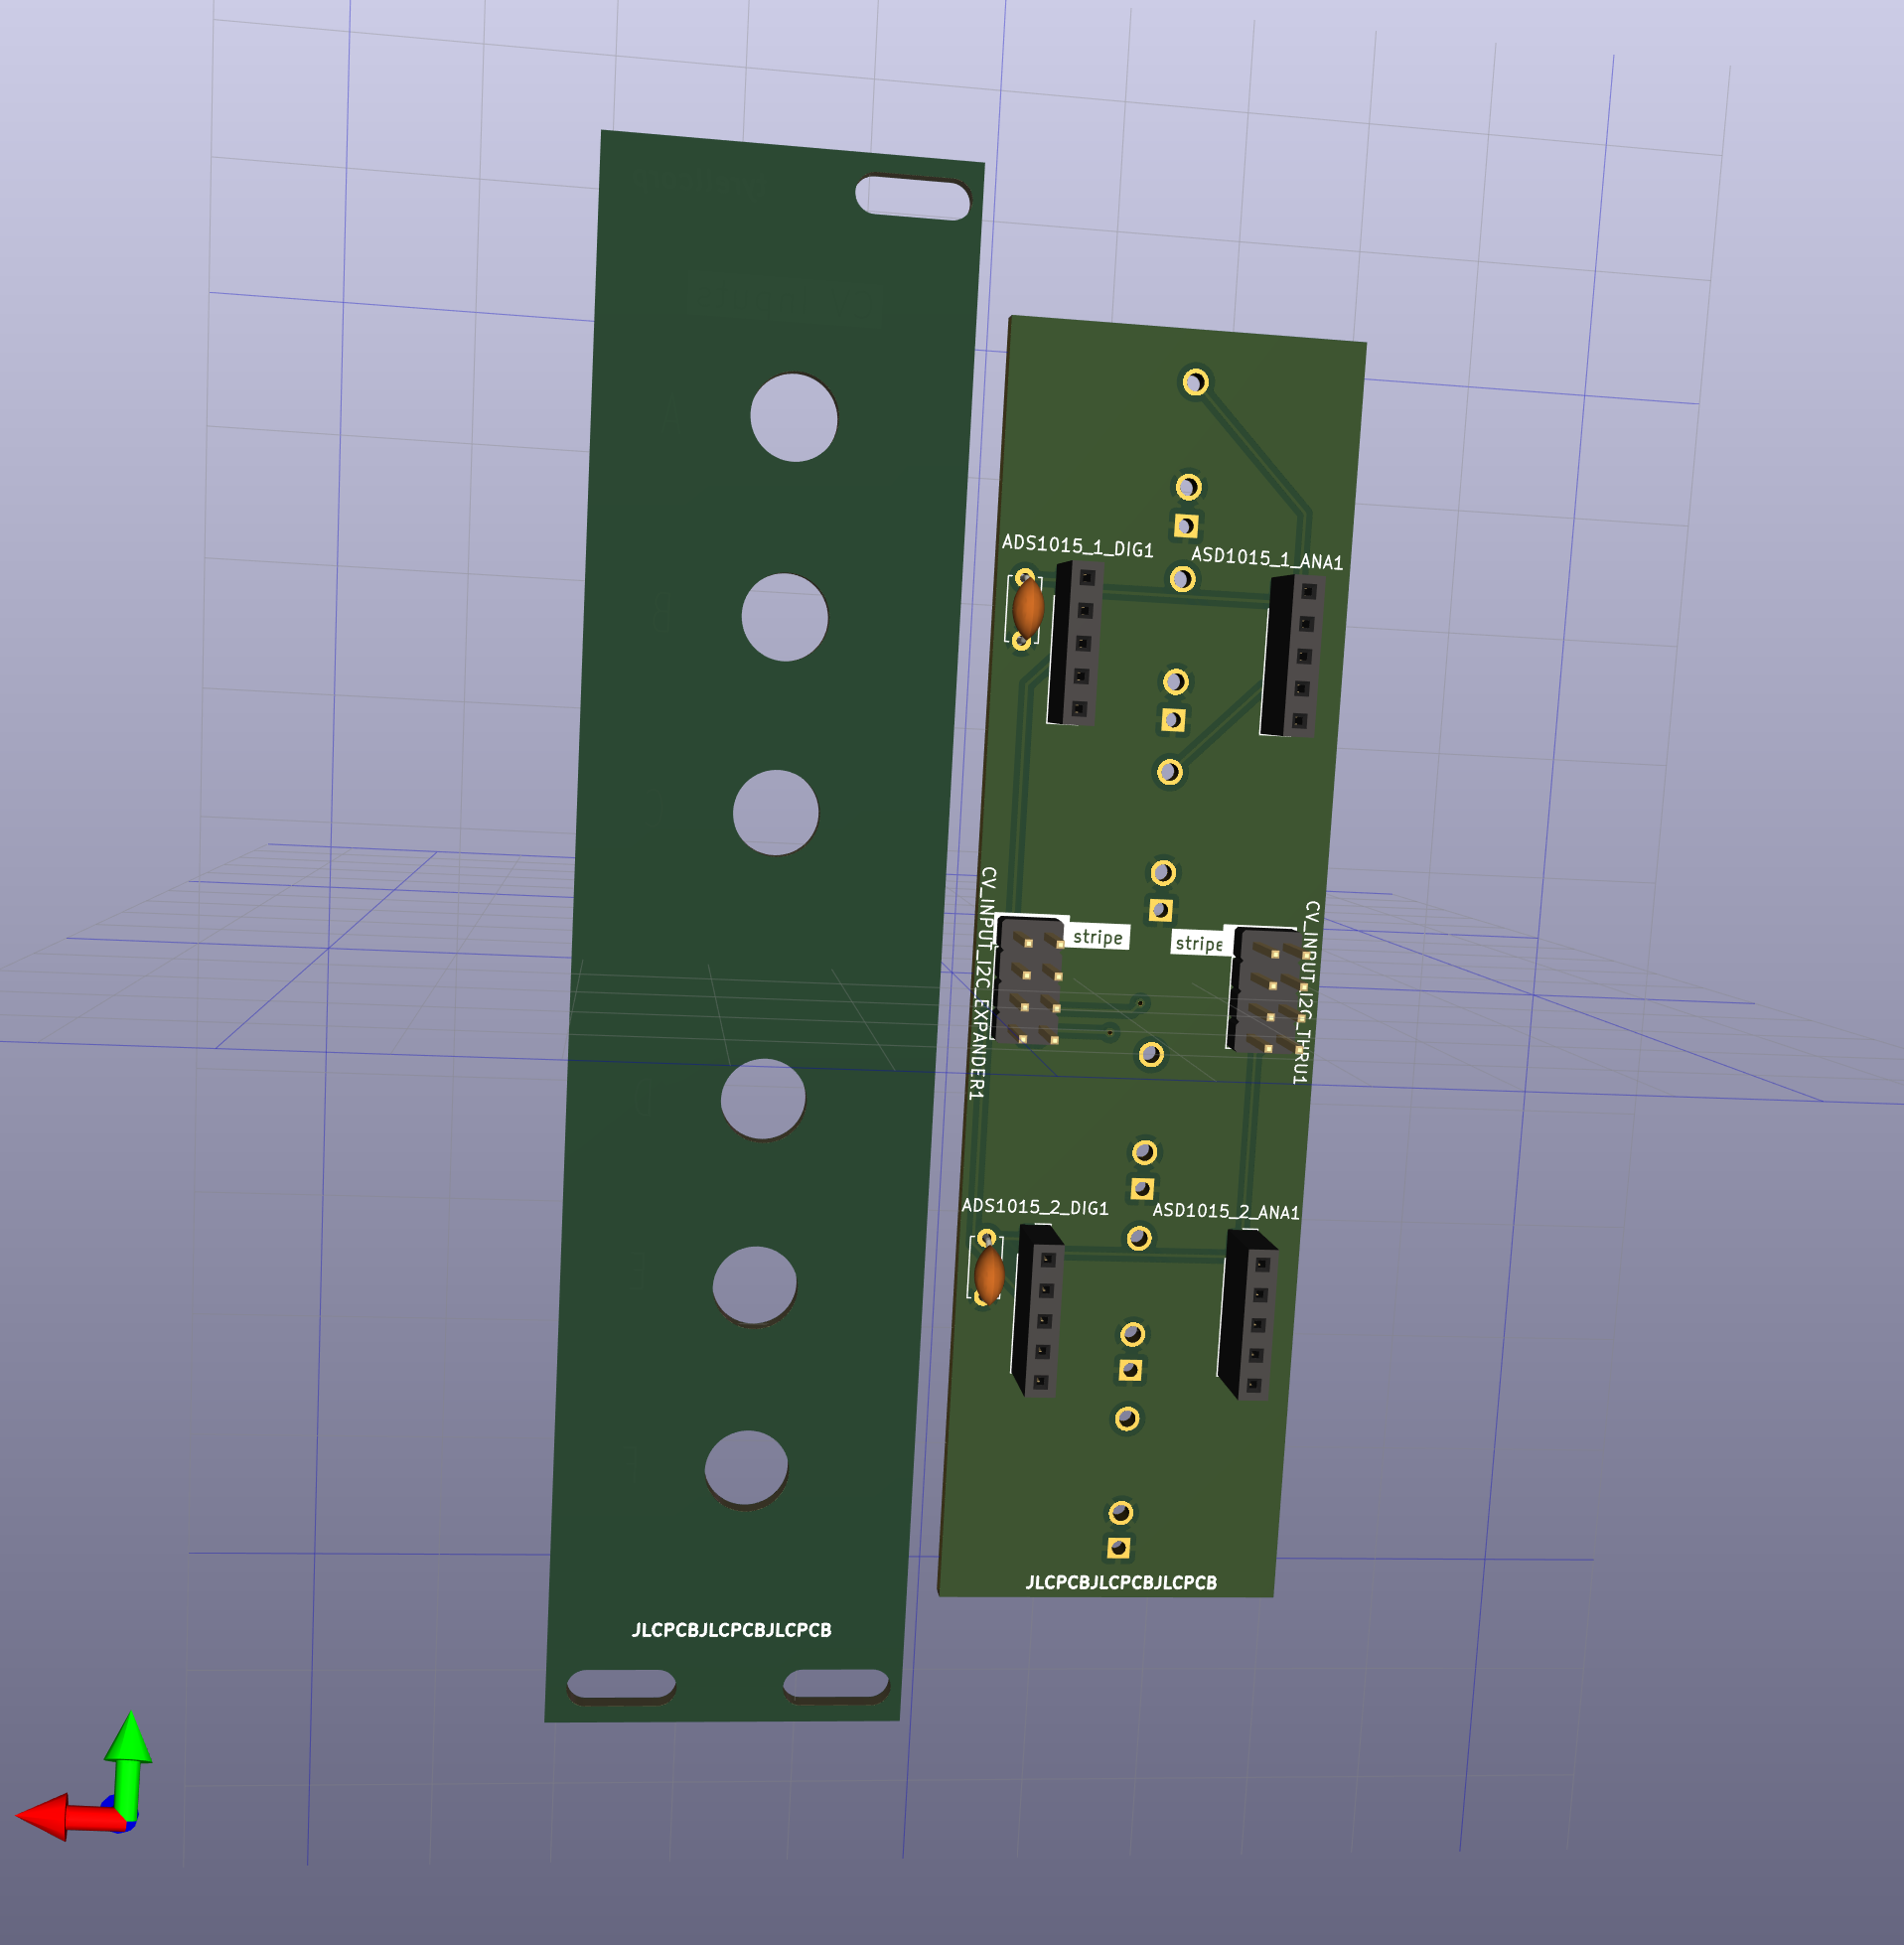 ADS1015_1_DIG1
ASD1015_1_ANA1
CV_INPUT_I2C_EXPANDER1
stripe
stripe
CV_INPUT_I2C_THRU1
ADS1015_2_DIG1
ASD1015_2_ANA1
JLCPCBJLCPCBJLCPCB
JLCPCBJLCPCBJLCPCB